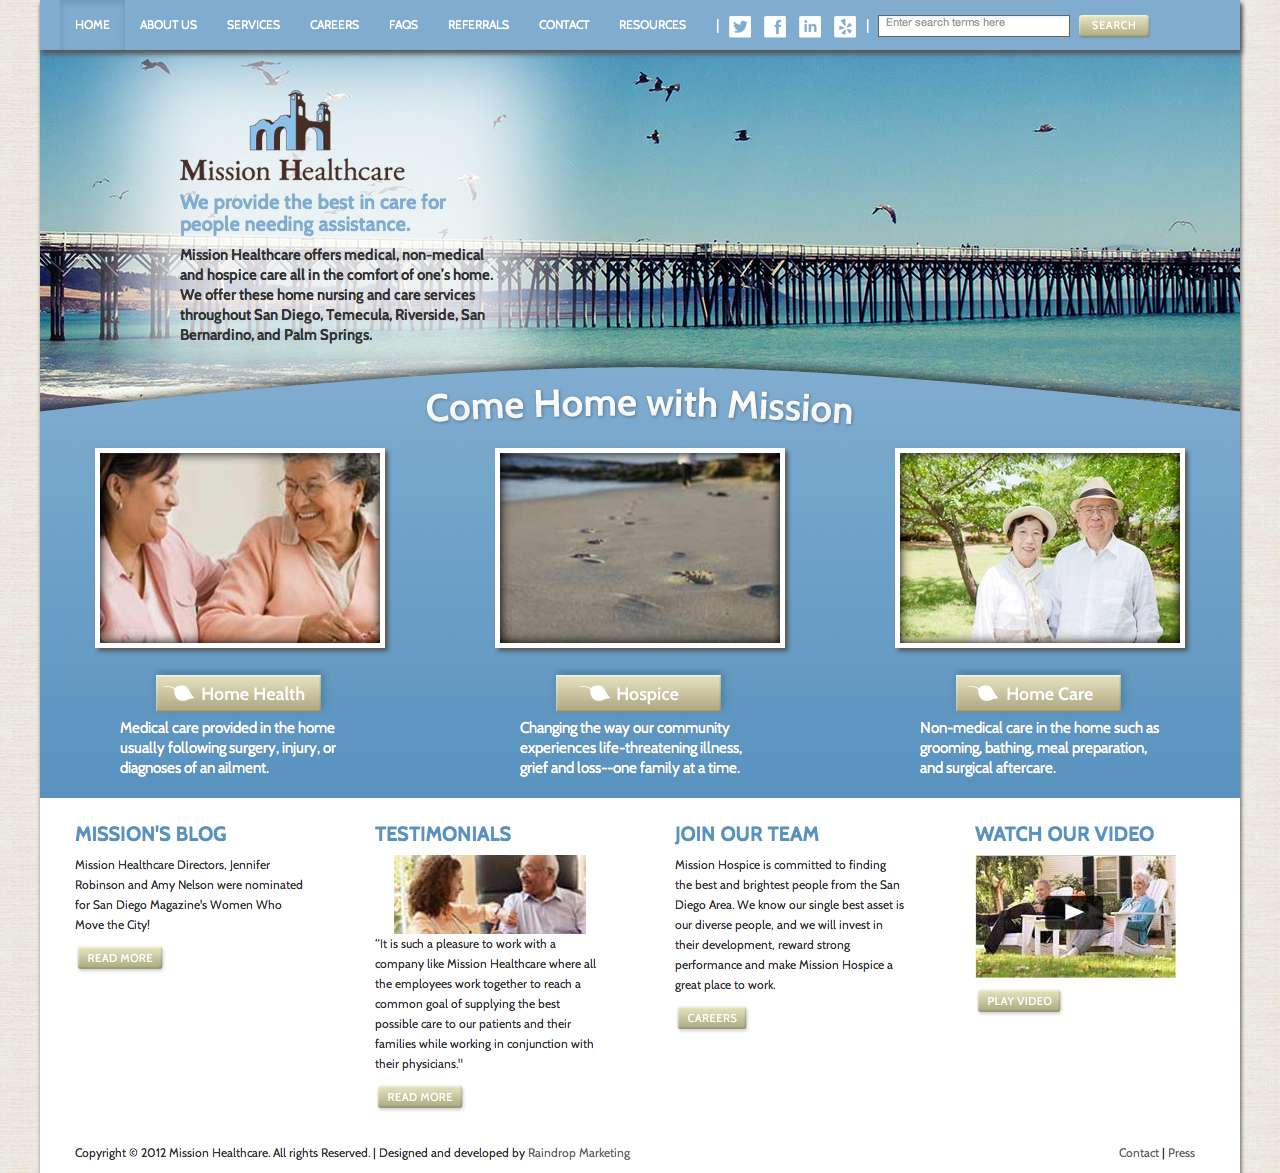 HOME ABOUT US SERVICES CAREERS FAQS REFERRALS CONTACT RESOURCES | | Enter search terms here SEARCH
mh
Mission Healthcare
We provide the best in care for
people needing assistance.
Mission Healthcare offers medical, non-medical
and hospice care all in the comfort of one's home.
We offer these home nursing and care services
throughout San Diego, Temecula, Riverside, San
Bernardino, and Palm Springs.
Come Home with Mission
Home Health
Medical care provided in the home
usually following surgery, injury, or
diagnoses of an ailment.
Hospice
Changing the way our community
experiences life-threatening illness,
grief and loss--one family at a time.
Home Care
Non-medical care in the home such as
grooming, bathing, meal preparation,
and surgical aftercare.
MISSION'S BLOG
Mission Healthcare Directors, Jennifer
Robinson and Amy Nelson were nominated
for San Diego Magazine's Women Who
Move the City!
READ MORE
TESTIMONIALS
"It is such a pleasure to work with a
company like Mission Healthcare where all
the employees work together to reach a
common goal of supplying the best
possible care to our patients and their
families while working in conjunction with
their physicians."
READ MORE
JOIN OUR TEAM
Mission Hospice is committed to finding
the best and brightest people from the San
Diego Area. We know our single best asset is
our diverse people, and we will invest in
their development, reward strong
performance and make Mission Hospice a
great place to work.
CAREERS
WATCH OUR VIDEO
PLAY VIDEO
Copyright © 2012 Mission Healthcare. All rights Reserved. | Designed and developed by Raindrop Marketing
Contact | Press